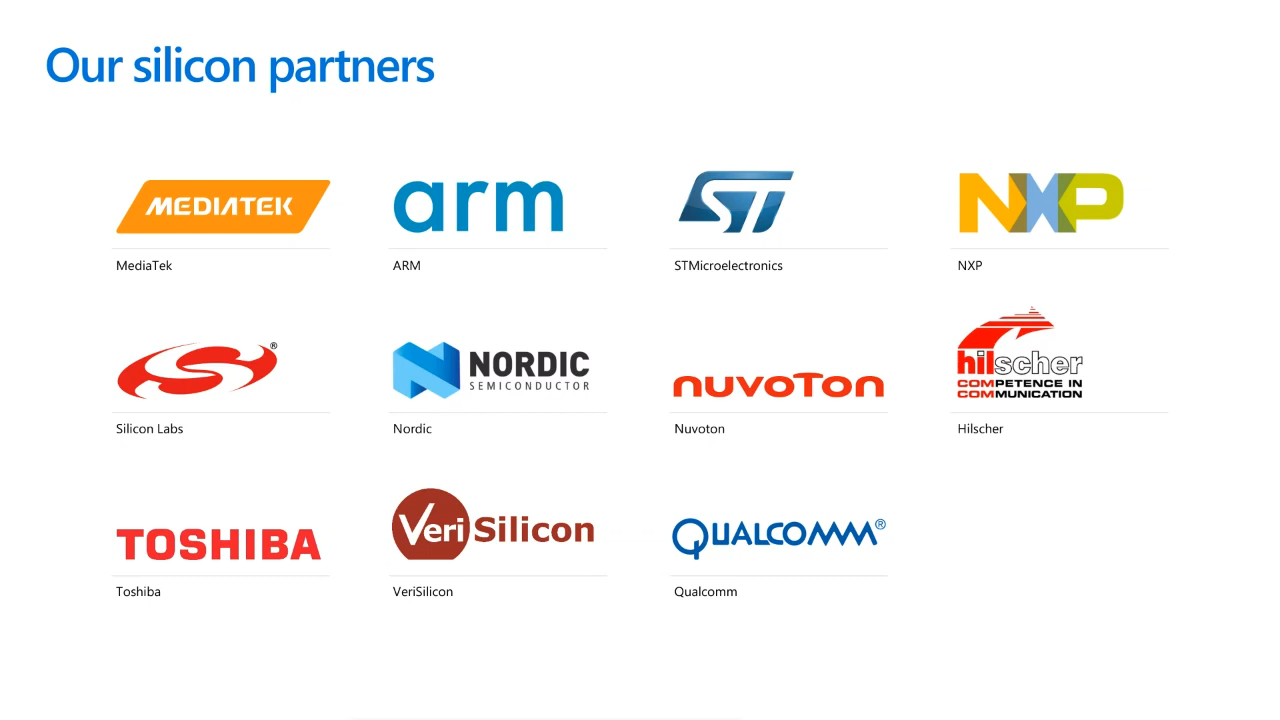 Our silicon partners
MEDIATEK
arm
ST
NXP
MediaTek
ARM
STMicroelectronics
NXP
®
NORDIC
SEMICONDUCTOR
nuvoTon
hilscher
COMPETENCE IN
COMMUNICATION
Silicon Labs
Nordic
Nuvoton
Hilscher
TOSHIBA
VeriSilicon
QUALCOMM®
Toshiba
VeriSilicon
Qualcomm